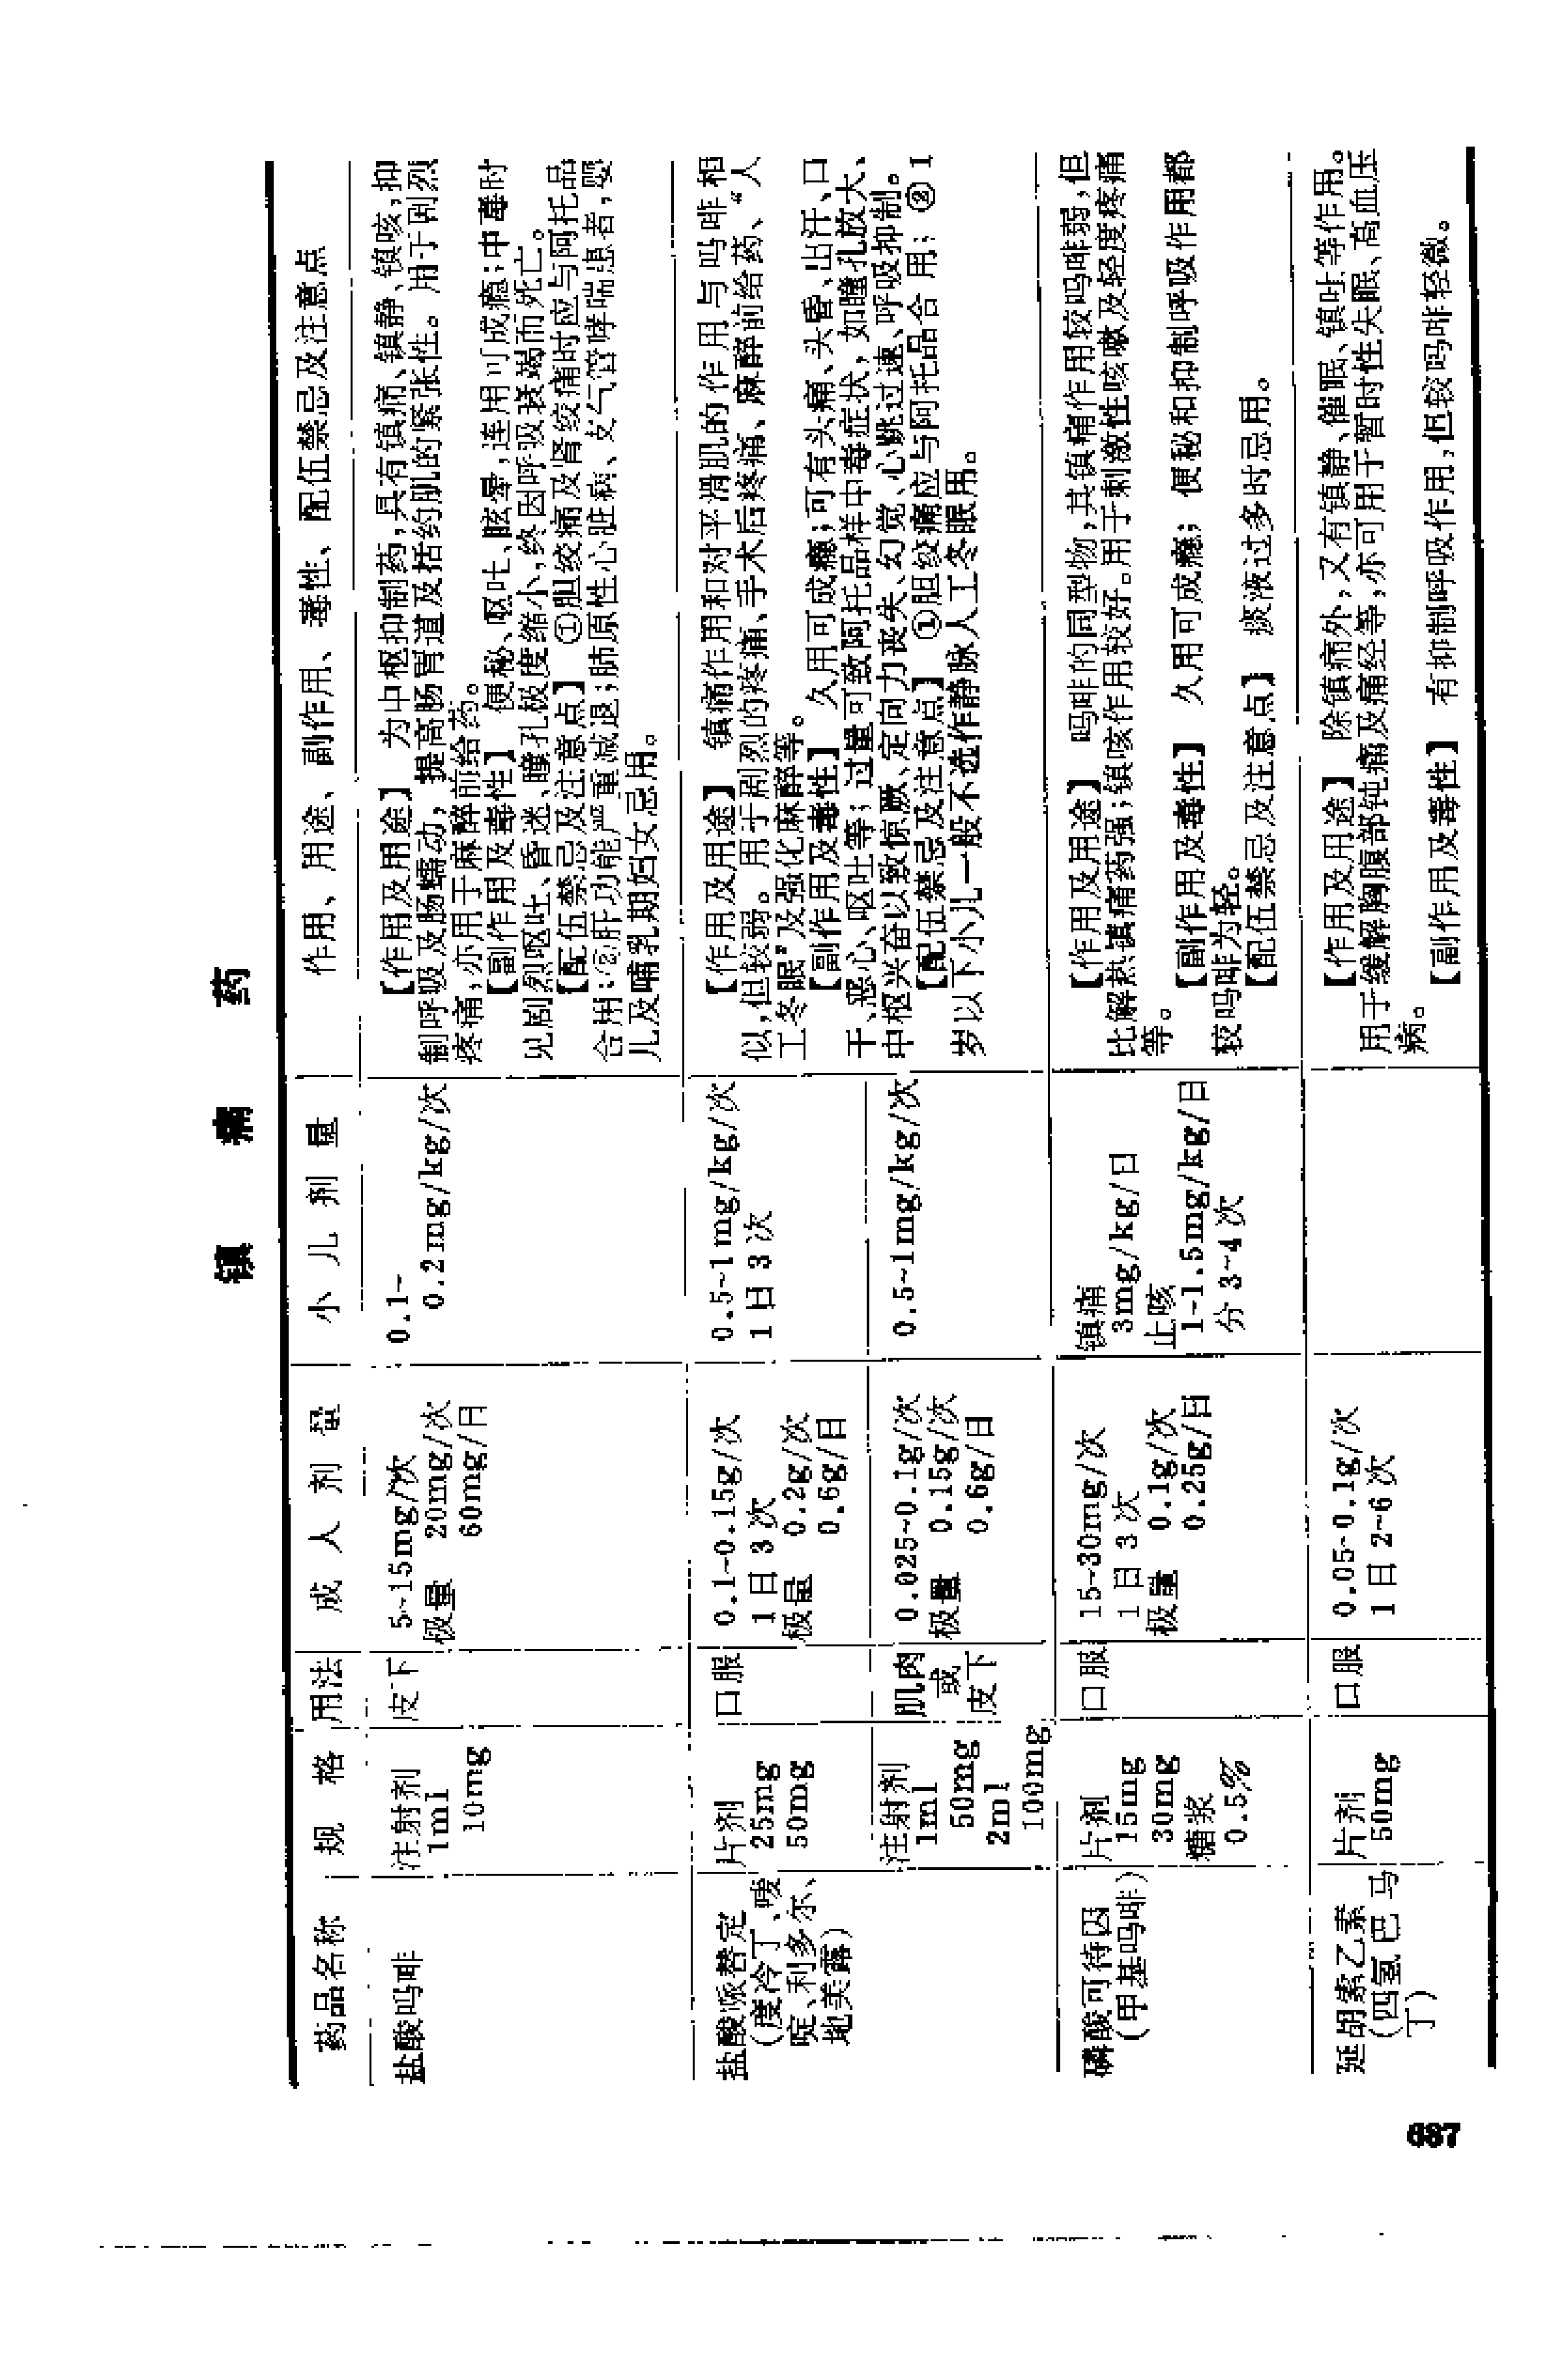 镇痛药
药品名称 规格 用法 成人剂量 小儿剂量 作用、用途、副作用、毒性、配伍禁忌及注意点
盐酸吗啡
注射剂
1ml
10mg
皮下
5~15mg/次
极量 20mg/次
60mg/日
0.1~
0.2mg/kg/次
【作用及用途】 为中枢抑制药,具有镇痛、镇静、镇咳,抑
制呼吸及肠蠕动, 提高肠胃道及括约肌的紧张性。用于剧烈
疼痛,亦用于麻醉前给药。
【副作用及毒性】 便秘、呕吐、眩晕,连用可成瘾;中毒时
见剧烈呕吐、昏迷、瞳孔极度缩小,终因呼吸衰竭而死亡。
【配伍禁忌及注意点】 ①胆绞痛及肾绞痛时应与阿托品
合用;②肝功能严重减退;肺原性心脏病、支气管哮喘患者,婴
儿及哺乳期妇女忌用。
盐酸哌替啶
(度冷丁、唛
啶、利多尔、
地美露)
片剂
25mg
50mg
口服
0.1~0.15g/次
1日3次
极量 0.2g/次
0.6g/日
0.5~1mg/kg/次
1日3次
注射剂
1ml
50mg
2ml
100mg
肌肉
或
皮下
0.025~0.1g/次
极量 0.15g/次
0.6g/日
0.5~1mg/kg/次
【作用及用途】 镇痛作用和对平滑肌的作用与吗啡相
似,但较弱。用于剧烈的疼痛、手术后疼痛、麻醉前给药、“人
工冬眠”及强化麻醉等。
【副作用及毒性】 久用可成瘾;可有头痛、头昏、出汗、口
干、恶心、呕吐等;过量可致阿托品样中毒症状,如瞳孔放大、
中枢兴奋以致惊厥、定向力丧失、幻觉、心跳过速、呼吸抑制。
【配伍禁忌及注意点】 ①胆绞痛应与阿托品合用;②1
岁以下小儿一般不选作静脉人工冬眠用。
磷酸可待因
(甲基吗啡)
片剂
15mg
30mg
糖浆
0.5%
口服
15~30mg/次
1日3次
极量 0.1g/次
0.25g/日
镇痛
3mg/kg/日
止咳
1~1.5mg/kg/日
分3~4次
【作用及用途】 吗啡的同型物,其镇痛作用较吗啡弱,但
比解热镇痛药强;镇咳作用较好。用于刺激性咳嗽及轻度疼痛
等。
【副作用及毒性】 久用可成瘾; 便秘和抑制呼吸作用都
较吗啡为轻。
【配伍禁忌及注意点】 痰液过多时忌用。
延胡索乙素
(四氢巴马
丁)
片剂
50mg
口服
0.05~0.1g/次
1日2~6次
【作用及用途】 除镇痛外,又有镇静、催眠、镇吐等作用。
用于缓解胸腹部钝痛及痛经等,亦可用于暂时性失眠、高血压
病。
【副作用及毒性】 有抑制呼吸作用,但较吗啡轻微。
687